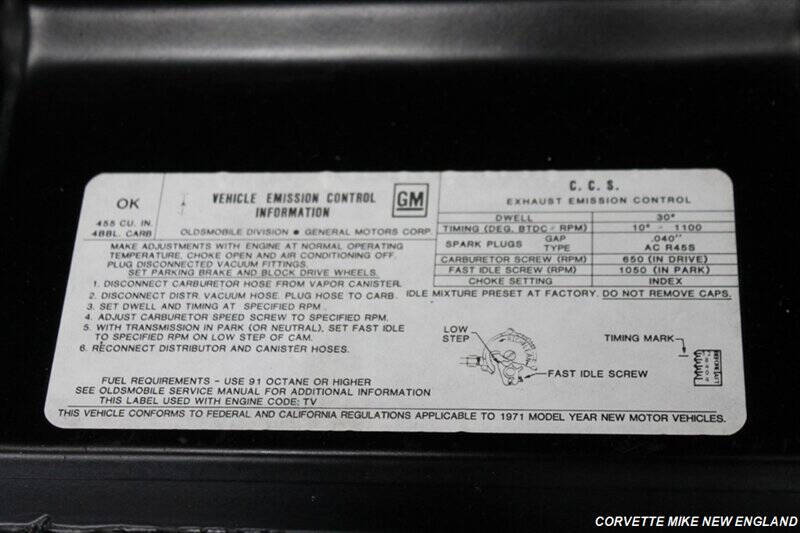 OK
455 CU. IN.
4BBL. CARB
VEHICLE EMISSION CONTROL
INFORMATION
GM
OLDSMOBILE DIVISION • GENERAL MOTORS CORP.
MAKE ADJUSTMENTS WITH ENGINE AT NORMAL OPERATING
TEMPERATURE, CHOKE OPEN AND AIR CONDITIONING OFF.
PLUG DISCONNECTED VACUUM FITTINGS.
SET PARKING BRAKE AND BLOCK DRIVE WHEELS.
1. DISCONNECT CARBURETOR HOSE FROM VAPOR CANISTER.
2. DISCONNECT DISTR. VACUUM HOSE. PLUG HOSE TO CARB.
3. SET DWELL AND TIMING AT SPECIFIED RPM.
4. ADJUST CARBURETOR SPEED SCREW TO SPECIFIED RPM.
5. WITH TRANSMISSION IN PARK (OR NEUTRAL), SET FAST IDLE
TO SPECIFIED RPM ON LOW STEP OF CAM.
6. RECONNECT DISTRIBUTOR AND CANISTER HOSES.
C. C. S.
EXHAUST EMISSION CONTROL
DWELL 30°
TIMING (DEG. BTDC - RPM) 10° - 1100
SPARK PLUGS GAP .040"
TYPE AC R45S
CARBURETOR SCREW (RPM) 650 (IN DRIVE)
FAST IDLE SCREW (RPM) 1050 (IN PARK)
CHOKE SETTING INDEX
IDLE MIXTURE PRESET AT FACTORY. DO NOT REMOVE CAPS.
LOW
STEP
FAST IDLE SCREW
TIMING MARK
FUEL REQUIREMENTS - USE 91 OCTANE OR HIGHER
SEE OLDSMOBILE SERVICE MANUAL FOR ADDITIONAL INFORMATION
THIS LABEL USED WITH ENGINE CODE: TV
THIS VEHICLE CONFORMS TO FEDERAL AND CALIFORNIA REGULATIONS APPLICABLE TO 1971 MODEL YEAR NEW MOTOR VEHICLES.
CORVETTE MIKE NEW ENGLAND